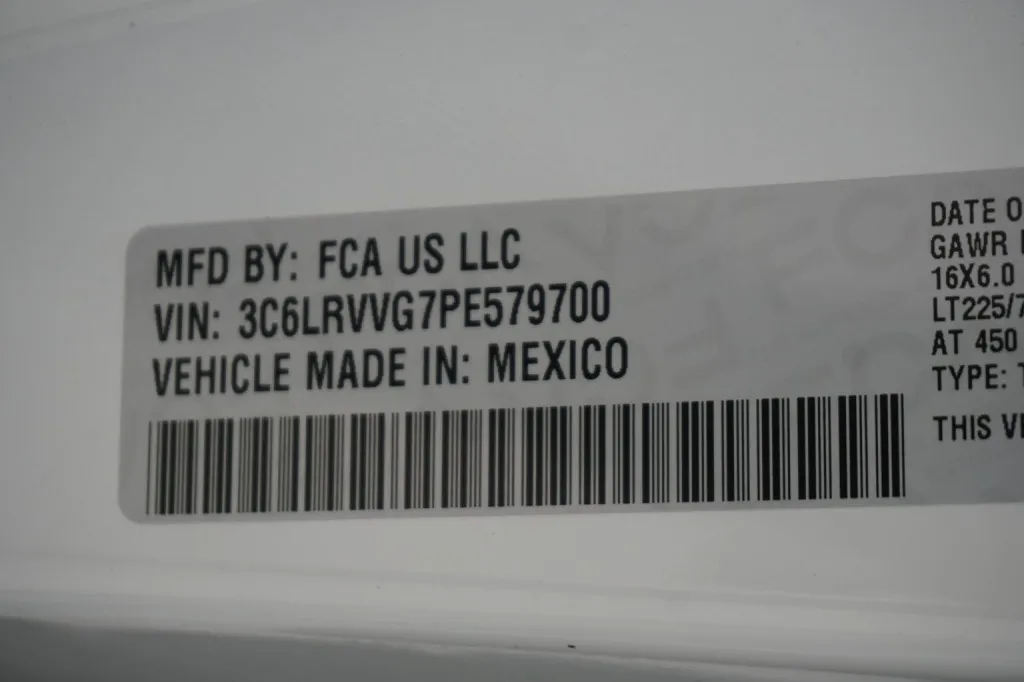 MFD BY: FCA US LLC
VIN: 3C6LRVVG7PE579700
VEHICLE MADE IN: MEXICO
DATE O
GAWR
16X6.0
LT225/7
AT 450
TYPE: T
THIS VE